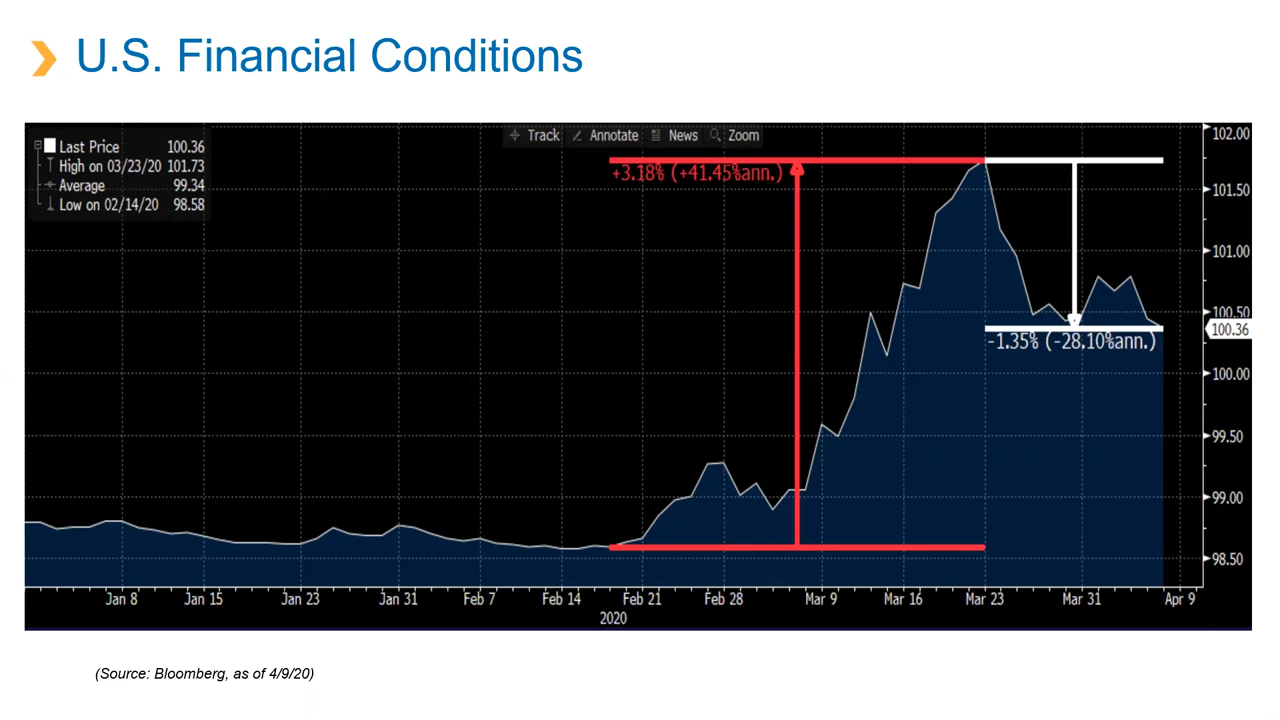 U.S. Financial Conditions
Track Annotate News Zoom
Last Price 100.36
High on 03/23/20 101.73
Average 99.34
Low on 02/14/20 98.58
+3.18% (+41.45%ann.)
-1.35% (-28.10%ann.)
102.00
101.50
101.00
100.50
100.36
100.00
99.50
99.00
98.50
Jan 8 Jan 15 Jan 23 Jan 31 Feb 7 Feb 14 Feb 21 Feb 28 Mar 9 Mar 16 Mar 23 Mar 31 Apr 9
2020
(Source: Bloomberg, as of 4/9/20)